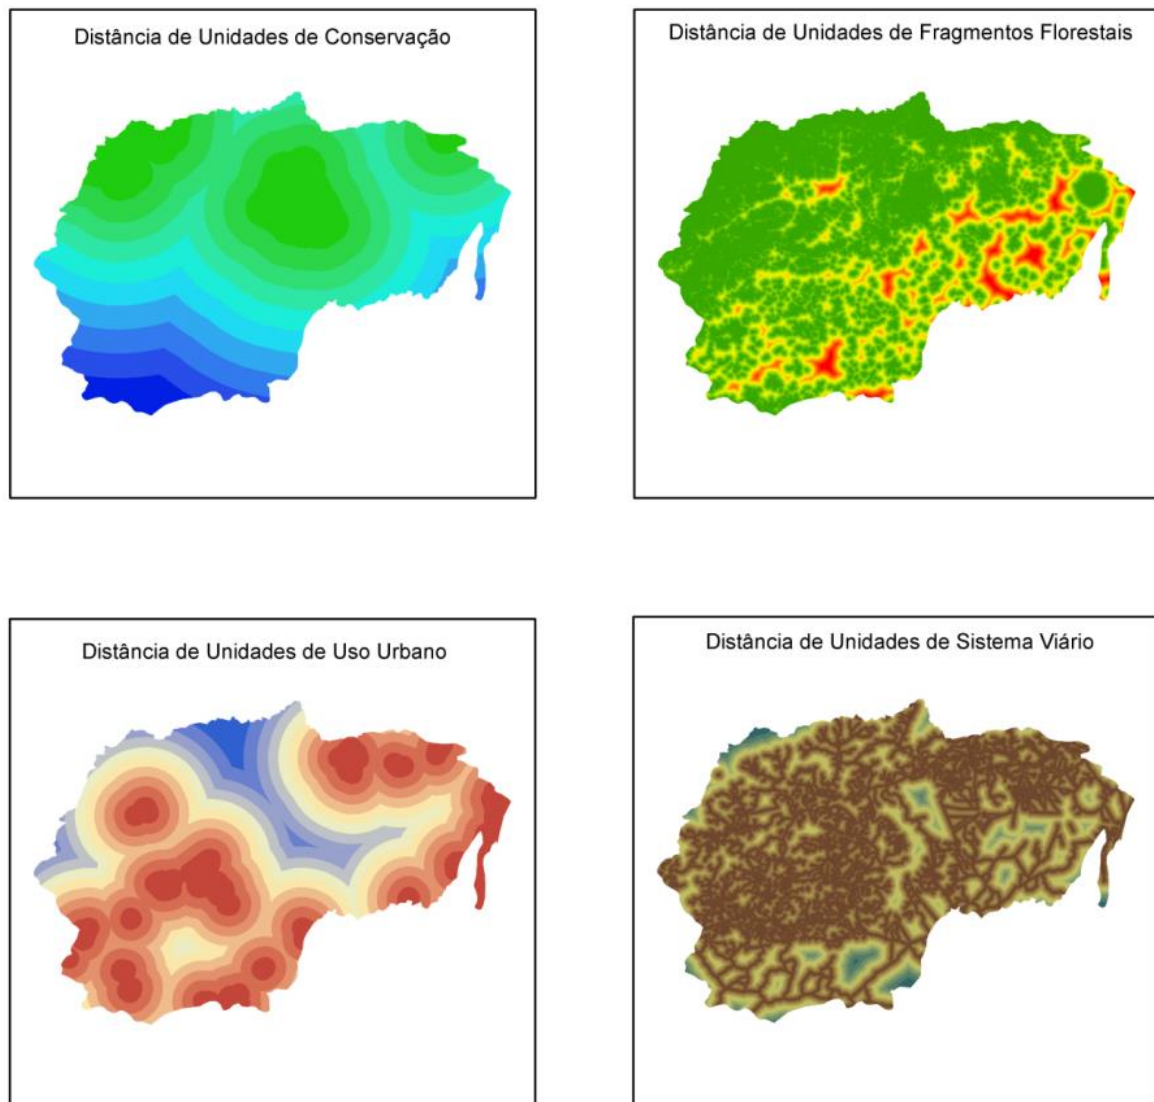 Distância de Unidades de Conservação
Distância de Unidades de Fragmentos Florestais
Distância de Unidades de Uso Urbano
Distância de Unidades de Sistema Viário